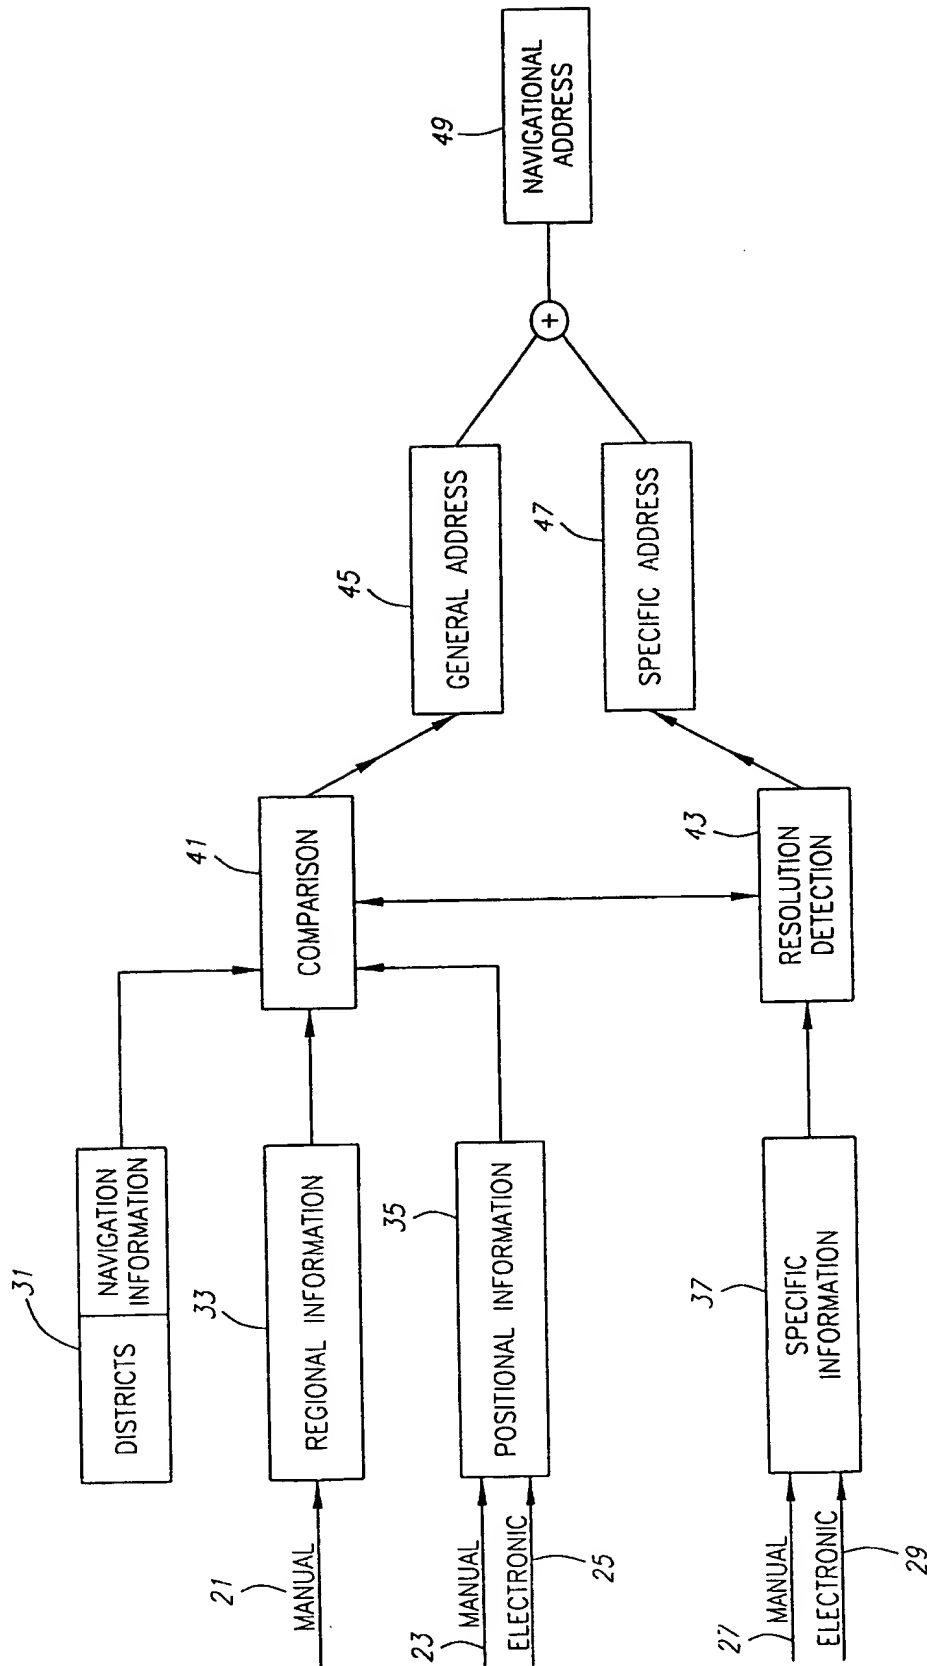 31
DISTRICTS
NAVIGATION
INFORMATION
21
MANUAL
33
REGIONAL INFORMATION
41
COMPARISON
23
MANUAL
ELECTRONIC
25
35
POSITIONAL INFORMATION
45
GENERAL ADDRESS
49
NAVIGATIONAL
ADDRESS
+
47
SPECIFIC ADDRESS
27
MANUAL
ELECTRONIC
29
37
SPECIFIC
INFORMATION
43
RESOLUTION
DETECTION